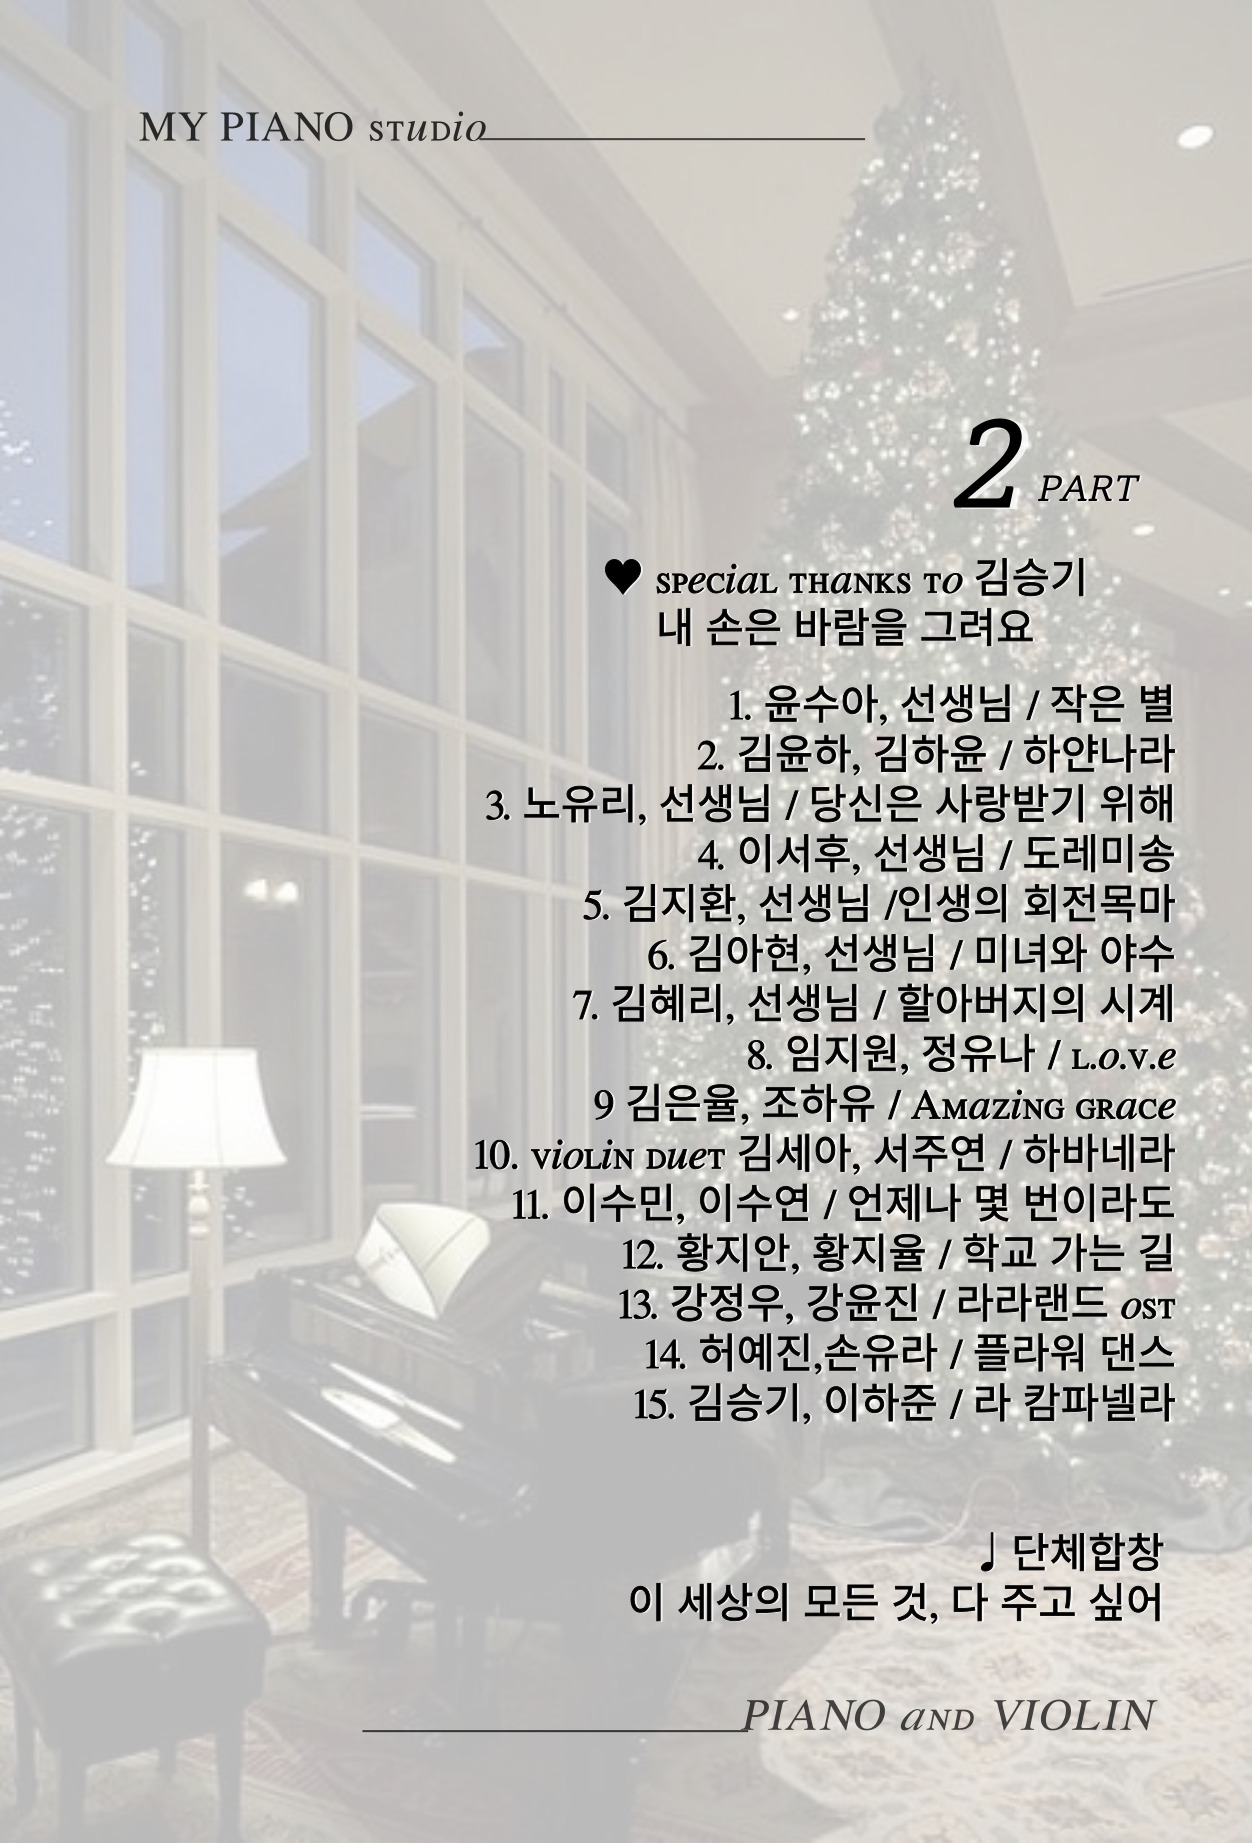 MY PIANO STuDio
2 PART
♥ SPeCiaL THaNKS To 김승기
내 손은 바람을 그려요
1. 윤수아, 선생님 / 작은 별
2. 김윤하, 김하윤 / 하얀나라
3. 노유리, 선생님 / 당신은 사랑받기 위해
4. 이서후, 선생님 / 도레미송
5. 김지환, 선생님 /인생의 회전목마
6. 김아현, 선생님 / 미녀와 야수
7. 김혜리, 선생님 / 할아버지의 시계
8. 임지원, 정유나 / L.o.V.e
9 김은율, 조하유 / AMaZiNG GRaCe
10. VioLiN DueT 김세아, 서주연 / 하바네라
11. 이수민, 이수연 / 언제나 몇 번이라도
12. 황지안, 황지율 / 학교 가는 길
13. 강정우, 강윤진 / 라라랜드 oST
14. 허예진,손유라 / 플라워 댄스
15. 김승기, 이하준 / 라 캄파넬라
♩ 단체합창
이 세상의 모든 것, 다 주고 싶어
PIANO aND VIOLIN